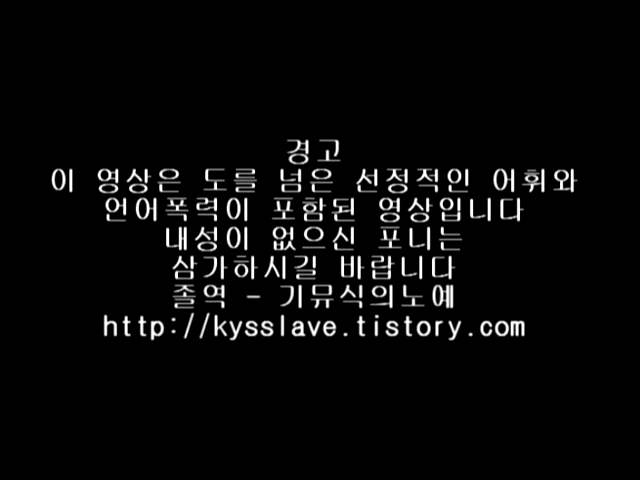 경고
이 영상은 도를 넘은 선정적인 어휘와
언어폭력이 포함된 영상입니다
내성이 없으신 포니는
삼가하시길 바랍니다
졸역 - 기뮤식의노예
http://kysslave.tistory.com